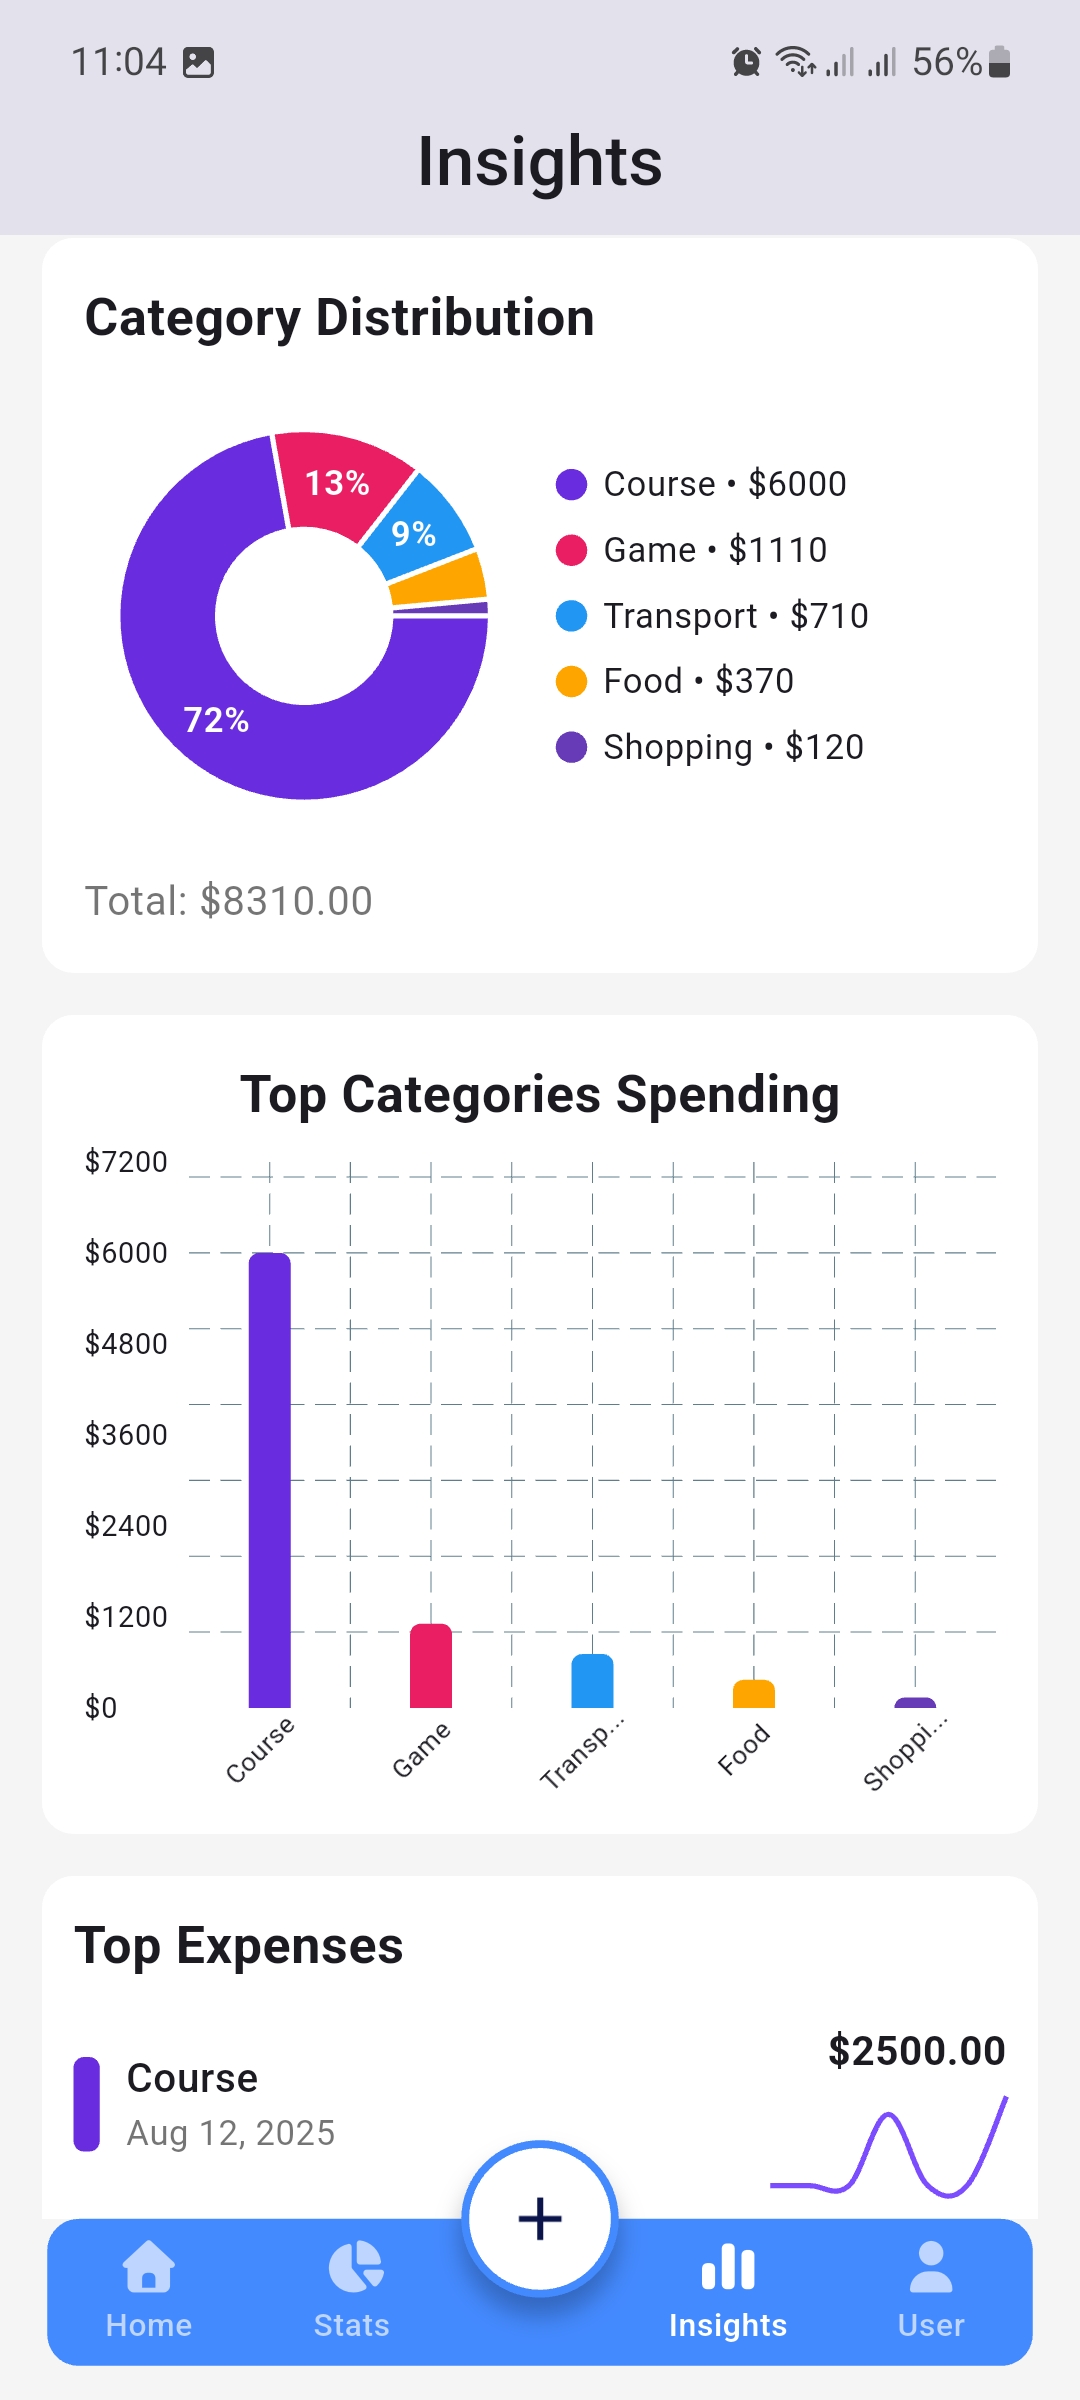 11:04 56%
Insights
Category Distribution
13%
9%
72%
Course • $6000
Game • $1110
Transport • $710
Food • $370
Shopping • $120
Total: $8310.00
Top Categories Spending
$7200
$6000
$4800
$3600
$2400
$1200
$0
Course Game Transp... Food Shoppi...
Top Expenses
$2500.00
Course
Aug 12, 2025
+
Home Stats Insights User